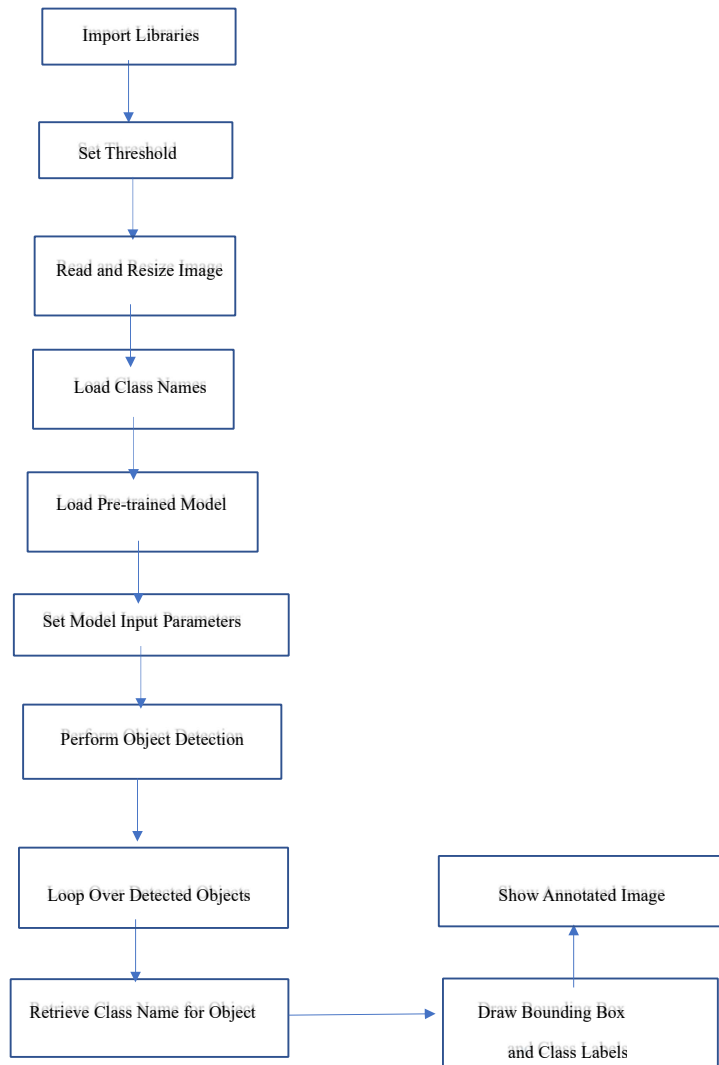 Import Libraries
Set Threshold
Read and Resize Image
Load Class Names
Load Pre-trained Model
Set Model Input Parameters
Perform Object Detection
Loop Over Detected Objects
Retrieve Class Name for Object
Draw Bounding Box
and Class Labels
Show Annotated Image